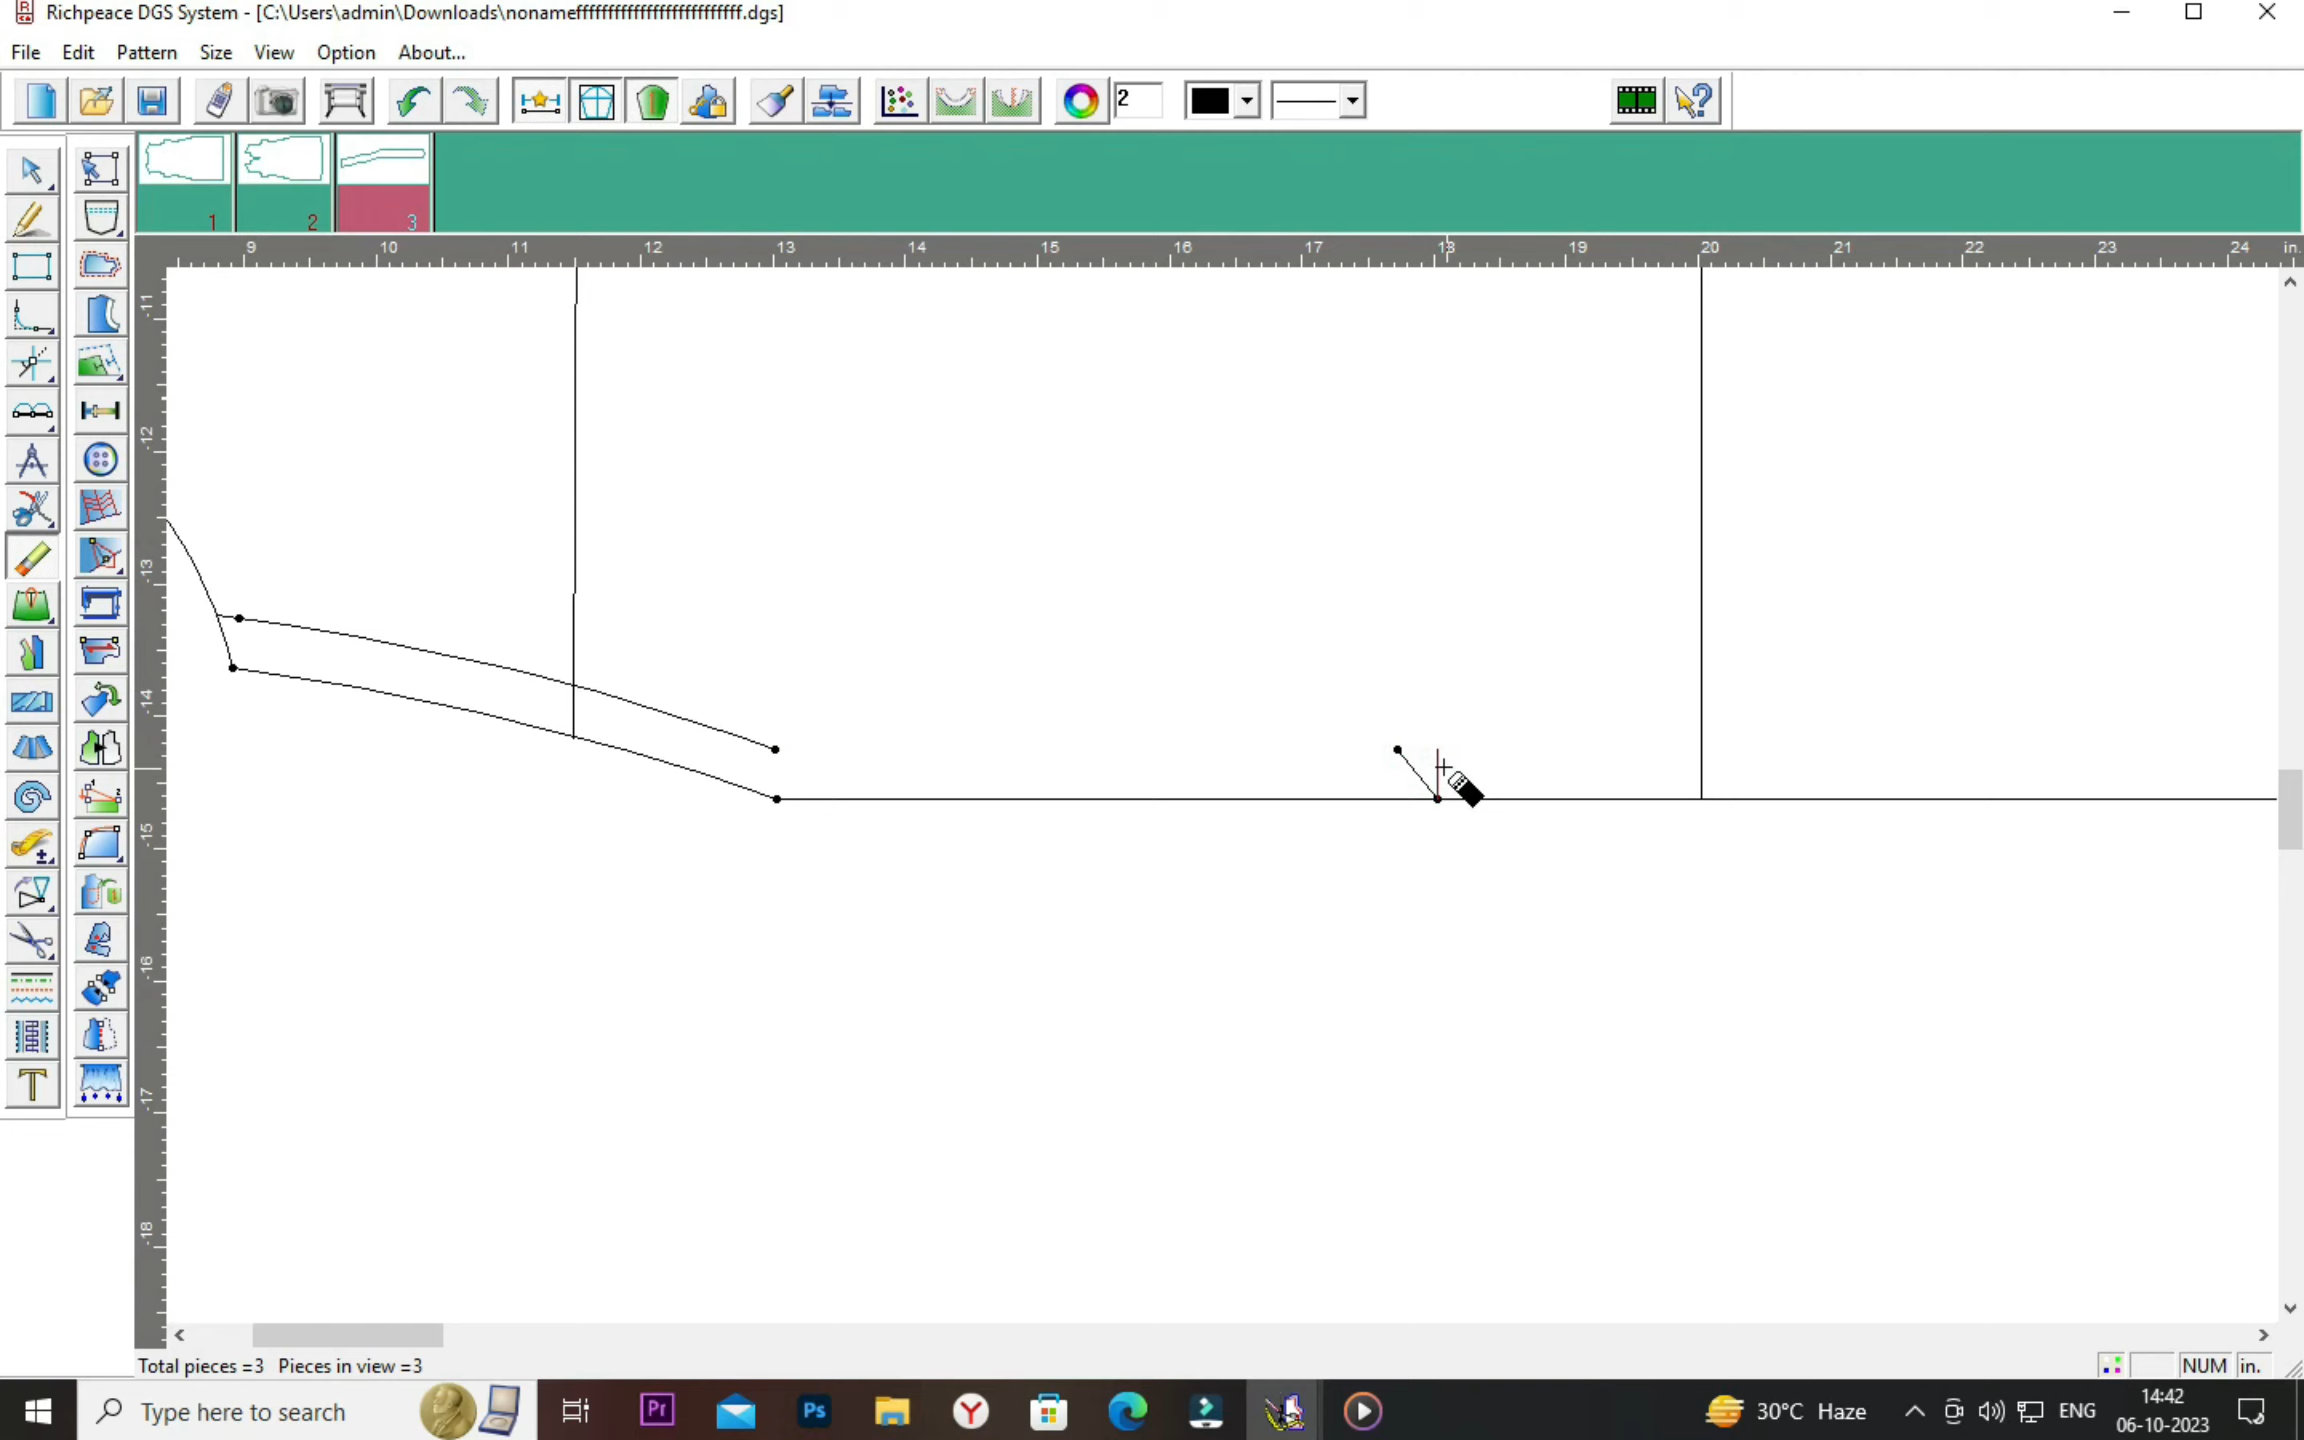 Richpeace DGS System - [C:\Users\admin\Downloads\nonameffffffffffffffffffffffffff.dgs]
File Edit Pattern Size View Option About...
2
1 2 3
9 10 11 12 13 14 15 16 17 18 19 20 21 22 23 24 in.
-11
-12
-13
-14
-15
-16
-17
-18
Total pieces =3 Pieces in view =3
NUM in.
Type here to search
Pr
Ps
30°C Haze
ENG
14:42
06-10-2023